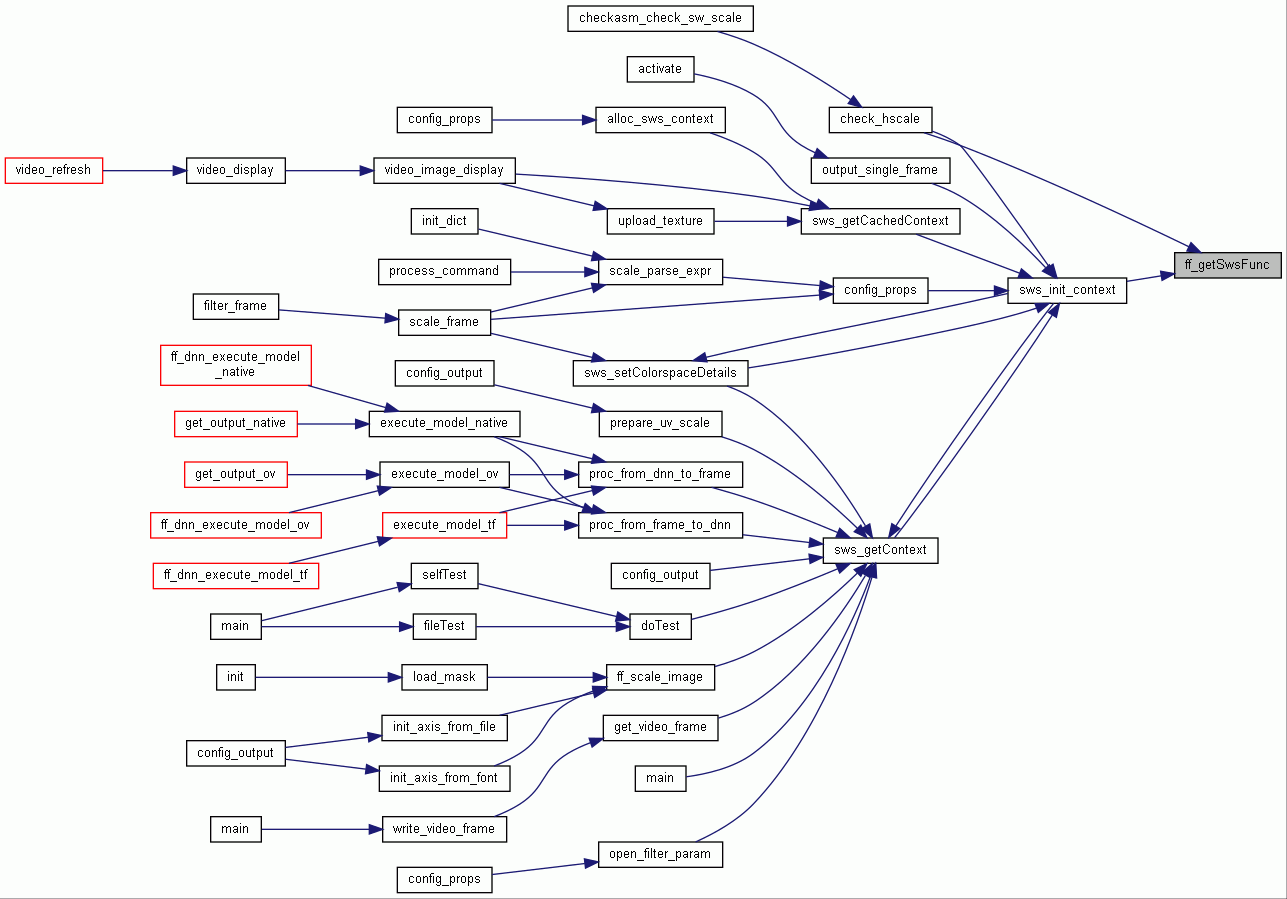 checkasm_check_sw_scale
activate
config_props
alloc_sws_context
check_hscale
video_refresh
video_display
video_image_display
output_single_frame
init_dict
upload_texture
sws_getCachedContext
process_command
scale_parse_expr
ff_getSwsFunc
config_props
sws_init_context
filter_frame
scale_frame
ff_dnn_execute_model
_native
config_output
sws_setColorspaceDetails
get_output_native
execute_model_native
prepare_uv_scale
get_output_ov
execute_model_ov
proc_from_dnn_to_frame
ff_dnn_execute_model_ov
execute_model_tf
proc_from_frame_to_dnn
sws_getContext
ff_dnn_execute_model_tf
selfTest
config_output
main
fileTest
doTest
init
load_mask
ff_scale_image
init_axis_from_file
get_video_frame
config_output
init_axis_from_font
main
main
write_video_frame
open_filter_param
config_props